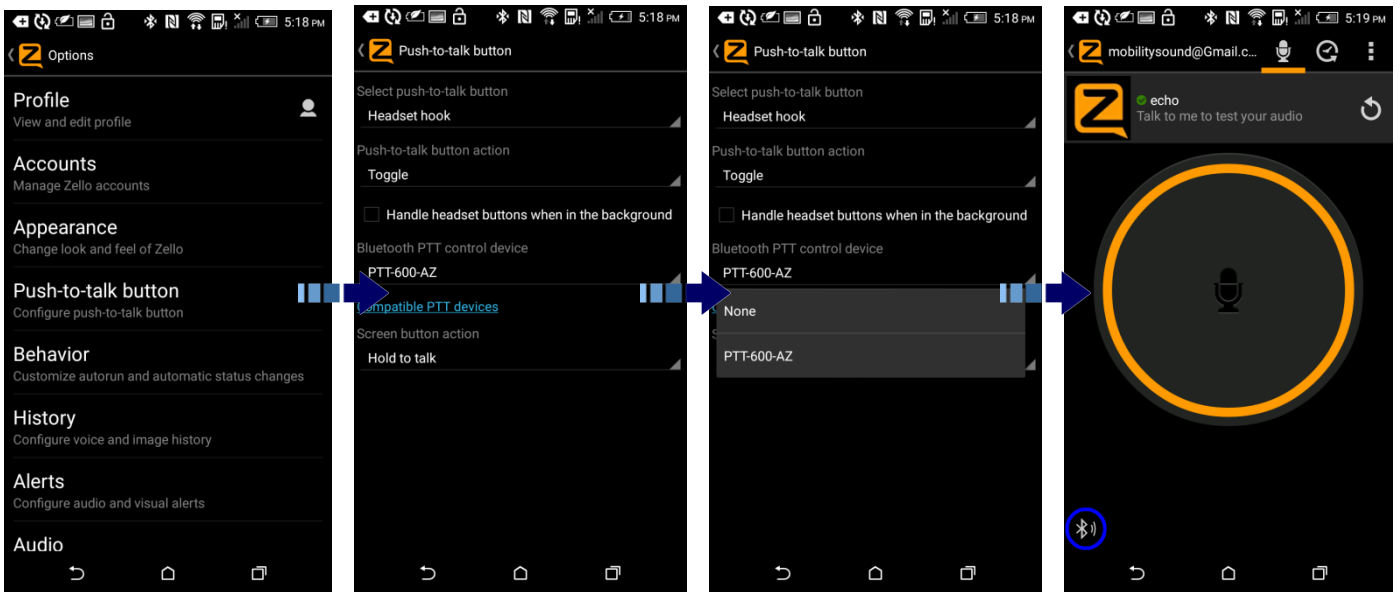 5:18 PM
Options
Profile
View and edit profile
Accounts
Manage Zello accounts
Appearance
Change look and feel of Zello
Push-to-talk button
Configure push-to-talk button
Behavior
Customize autorun and automatic status changes
History
Configure voice and image history
Alerts
Configure audio and visual alerts
Audio
5:18 PM
Push-to-talk button
Select push-to-talk button
Headset hook
Push-to-talk button action
Toggle
Handle headset buttons when in the background
Bluetooth PTT control device
PTT-600-AZ
Compatible PTT devices
Screen button action
Hold to talk
5:18 PM
Push-to-talk button
Select push-to-talk button
Headset hook
Push-to-talk button action
Toggle
Handle headset buttons when in the background
Bluetooth PTT control device
PTT-600-AZ
None
PTT-600-AZ
5:19 PM
mobilitysound@Gmail.c...
echo
Talk to me to test your audio